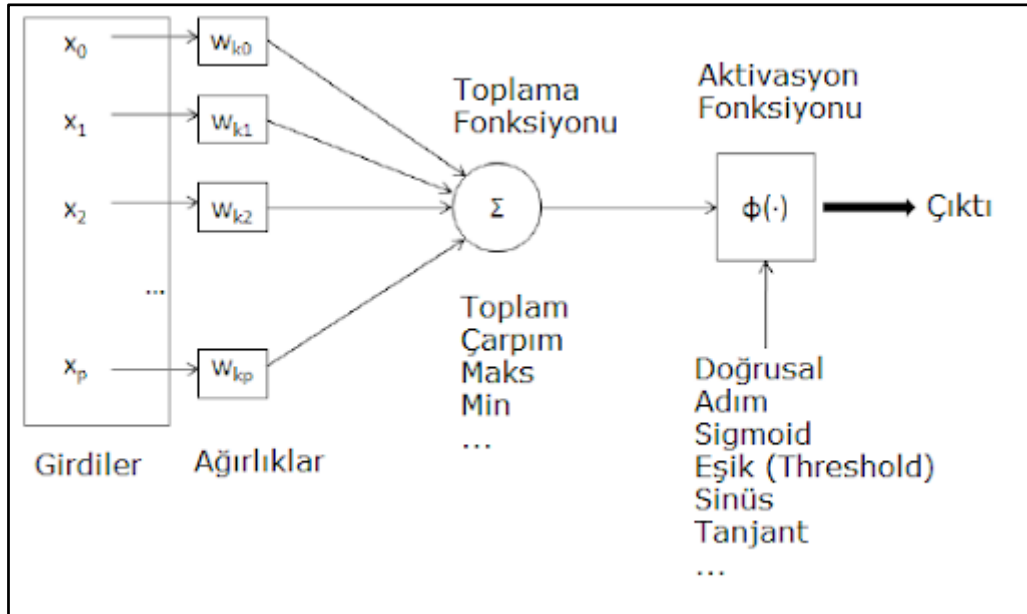 x0
x1
x2
...
xp
Girdiler
wk0
wk1
wk2
wkp
Ağırlıklar
Toplama
Fonksiyonu
Σ
Toplam
Çarpım
Maks
Min
...
Aktivasyon
Fonksiyonu
ϕ(·)
Çıktı
Doğrusal
Adım
Sigmoid
Eşik (Threshold)
Sinüs
Tanjant
...